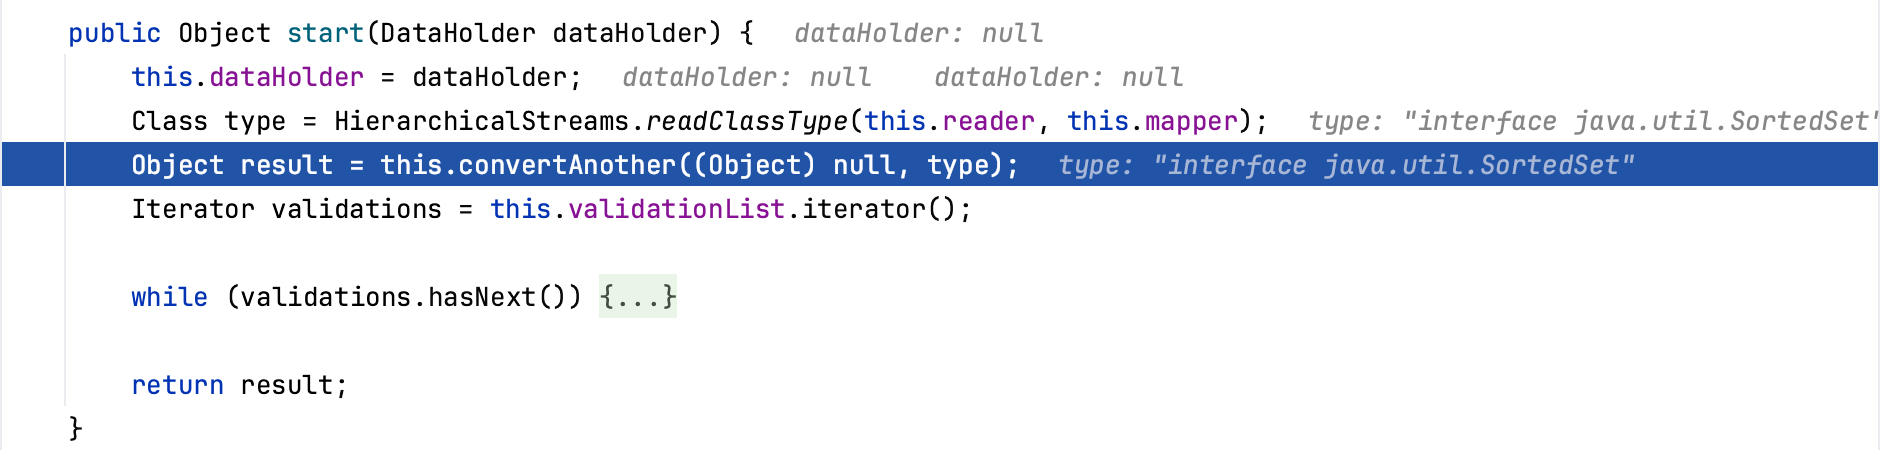 public Object start(DataHolder dataHolder) {   dataHolder: null
this.dataHolder = dataHolder;   dataHolder: null    dataHolder: null
Class type = HierarchicalStreams.readClassType(this.reader, this.mapper);   type: "interface java.util.SortedSet"
Object result = this.convertAnother((Object) null, type);   type: "interface java.util.SortedSet"
Iterator validations = this.validationList.iterator();
while (validations.hasNext()) {...}
return result;
}